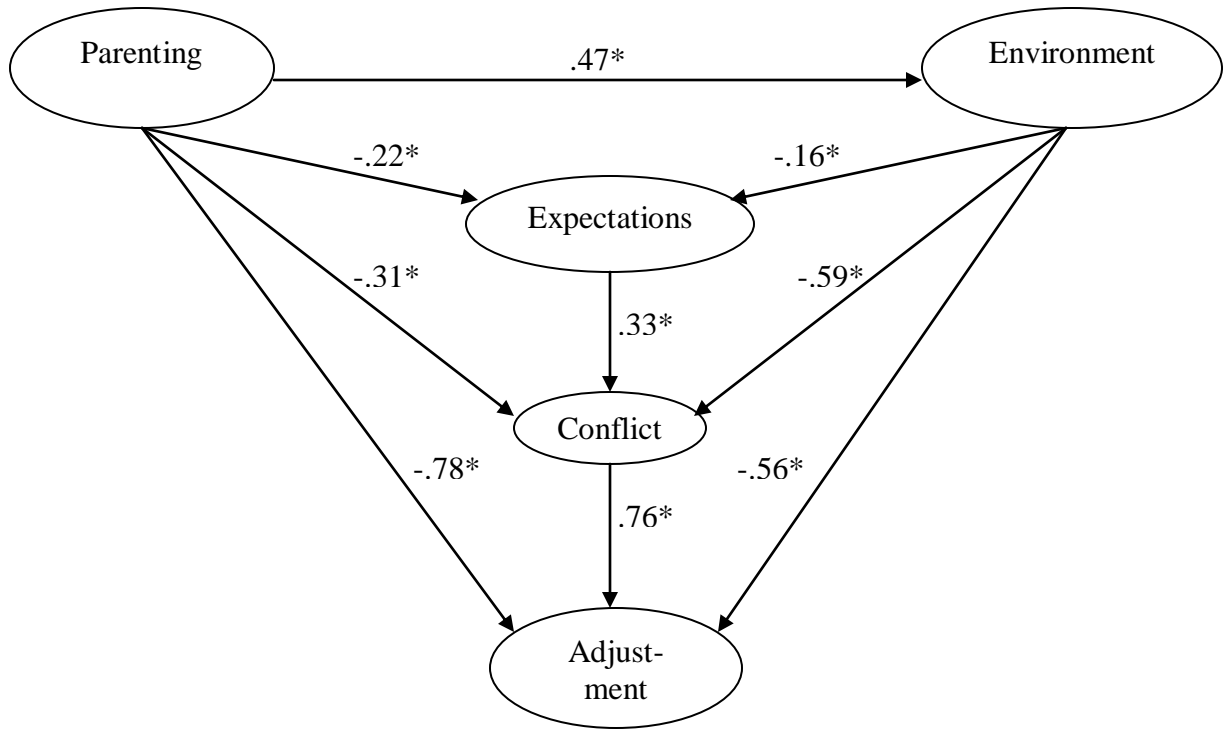 Parenting
.47*
Environment
-.22*
-.16*
Expectations
-.31*
-.59*
.33*
Conflict
-.78*
-.56*
.76*
Adjust-
ment